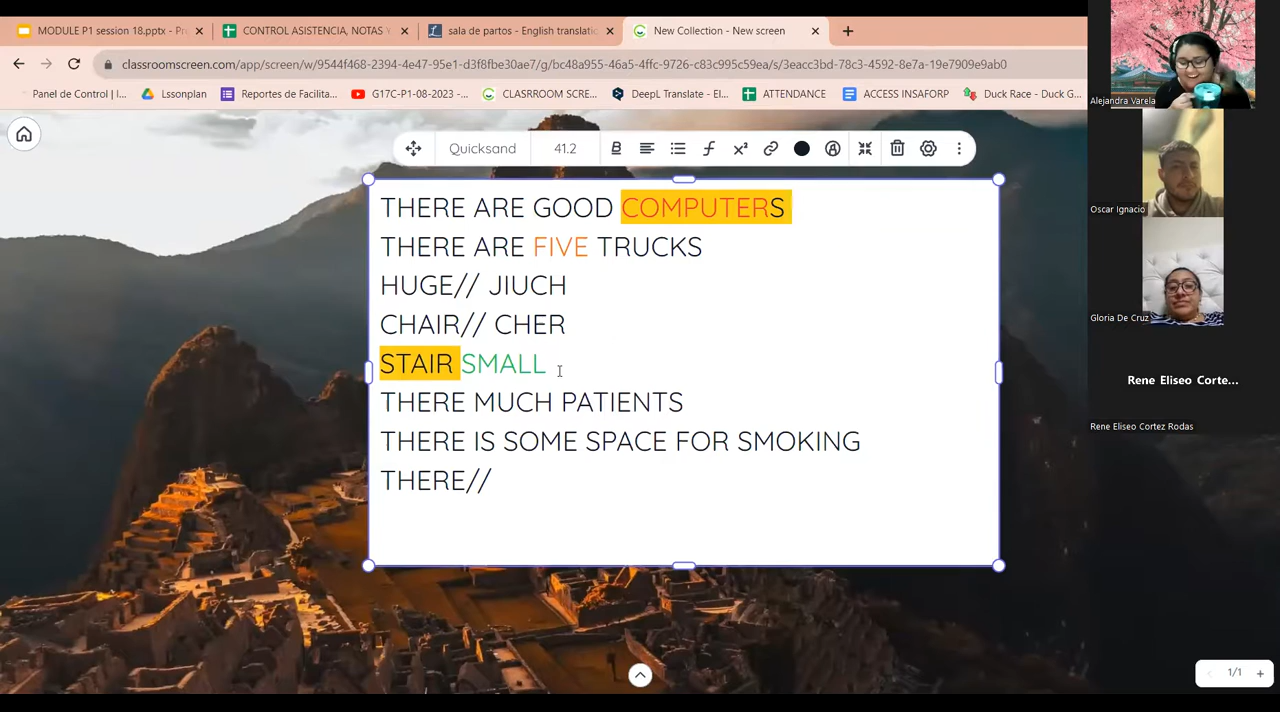 MODULE P1 session 18.pptx - Pr
CONTROL ASISTENCIA, NOTAS Y
sala de partos - English translati
New Collection - New screen
classroomscreen.com/app/screen/w/9544f468-2394-4e47-95e1-d3f8fbe30ae7/g/bc48a955-46a5-4ffc-9726-c83c995c59ea/s/3eacc3bd-78c3-4592-8e7a-19e7909e9ab0
Panel de Control | I...
Lssonplan
Reportes de Facilita...
G17C-P1-08-2023 -...
CLASSROOM SCRE...
DeepL Translate - El...
ATTENDANCE
ACCESS INSAFORP
Duck Race - Duck G...
Quicksand 41.2
THERE ARE GOOD COMPUTERS
THERE ARE FIVE TRUCKS
HUGE// JIUCH
CHAIR// CHER
STAIR SMALL
THERE MUCH PATIENTS
THERE IS SOME SPACE FOR SMOKING
THERE//
1/1
Alejandra Varela
Oscar Ignacio
Gloria De Cruz
Rene Eliseo Corte...
Rene Eliseo Cortez Rodas